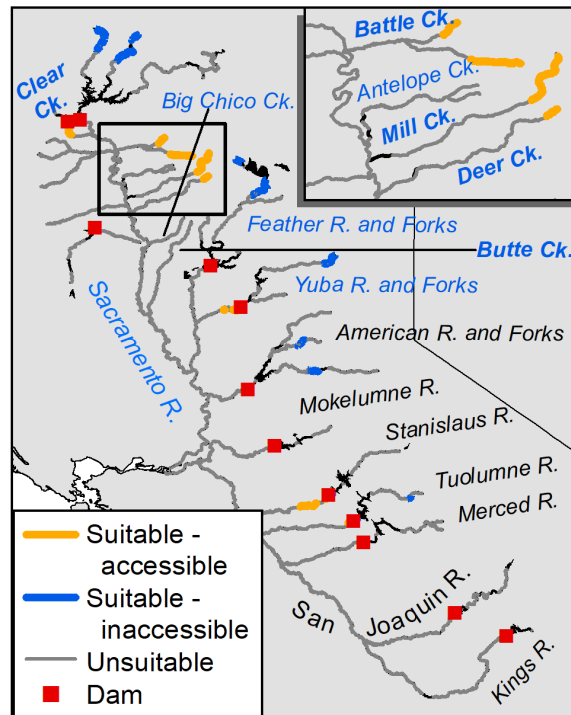 Clear
Ck.
Big Chico Ck.
Battle Ck.
Antelope Ck.
Mill Ck.
Deer Ck.
Feather R. and Forks
Butte Ck.
Yuba R. and Forks
Sacramento R.
American R. and Forks
Mokelumne R.
Stanislaus R.
Tuolumne R.
Merced R.
San Joaquin R.
Kings R.
Suitable -
accessible
Suitable -
inaccessible
Unsuitable
Dam